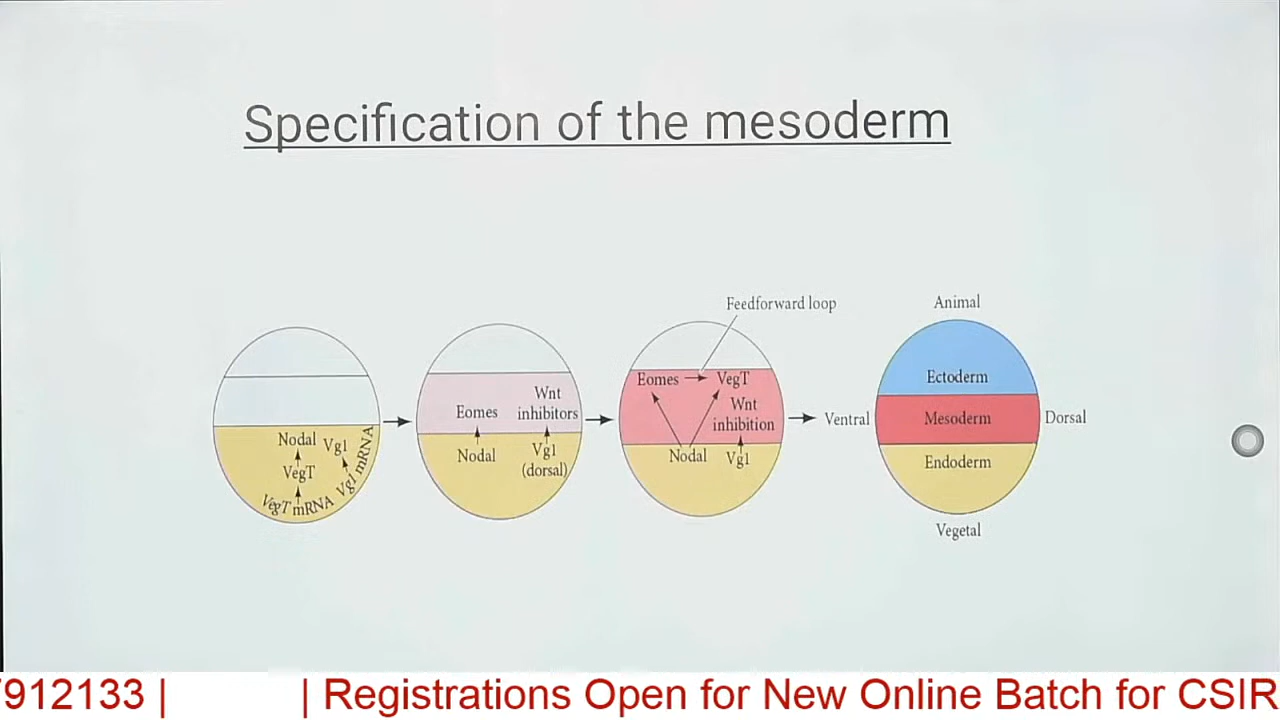 Specification of the mesoderm
Feedforward loop
Nodal
Vg1
VegT
VegT mRNA
Vg1 mRNA
Eomes
Wnt
inhibitors
Nodal
Vg1
(dorsal)
Eomes
VegT
Wnt
inhibition
Nodal
Vg1
Animal
Ectoderm
Ventral
Mesoderm
Dorsal
Endoderm
Vegetal
7912133 | | Registrations Open for New Online Batch for CSIR